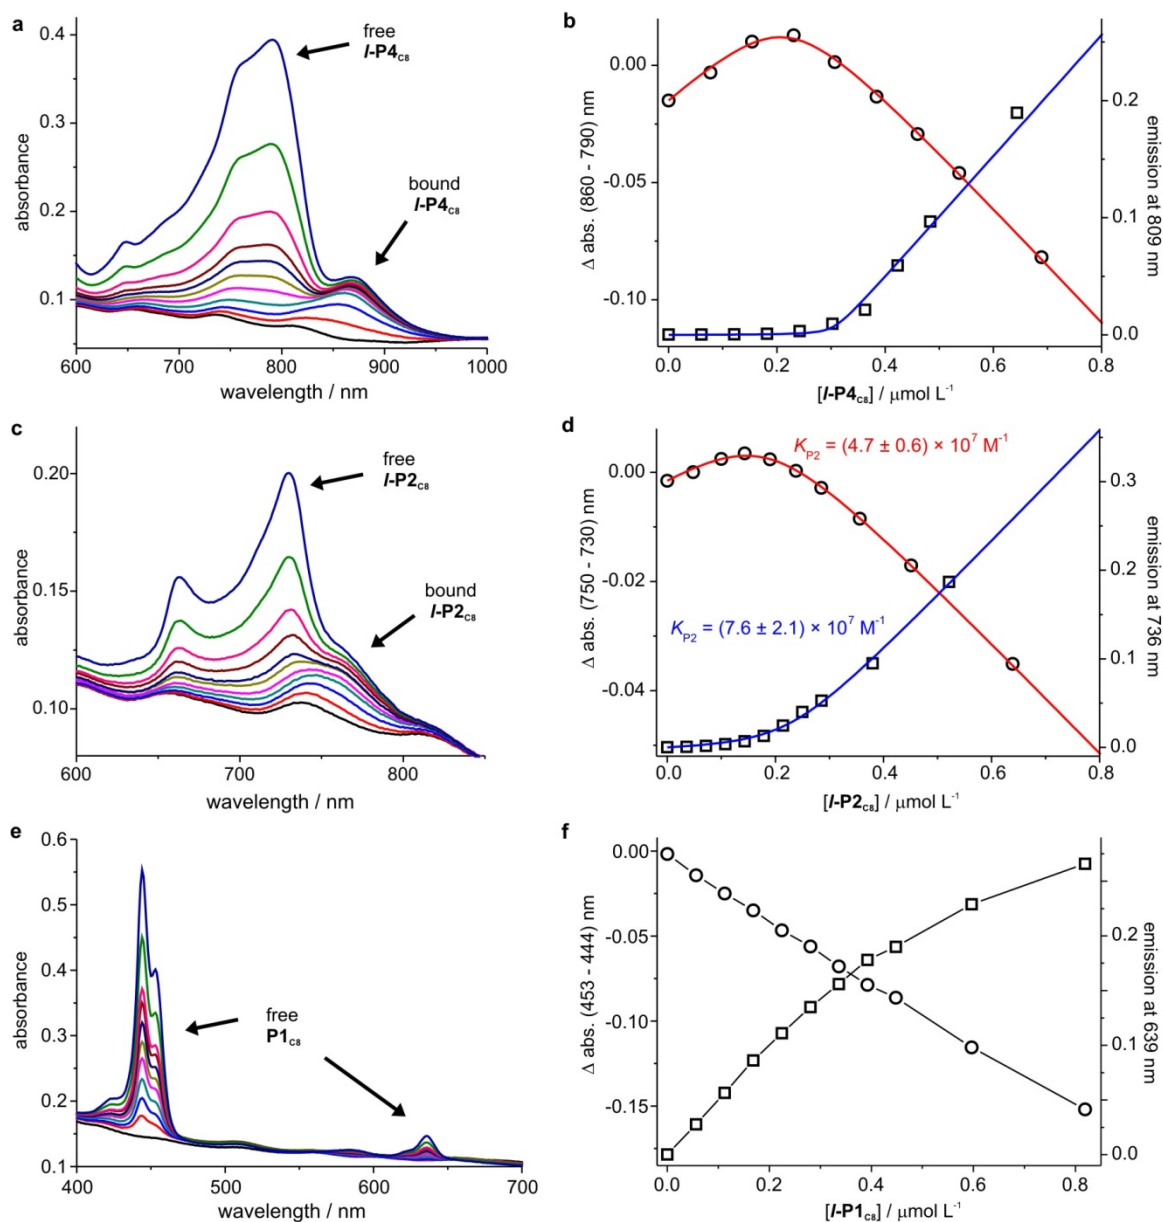 a
0.4
0.3
0.2
0.1
absorbance
free
l-P4C8
bound
l-P4C8
600
700
800
900
1000
wavelength / nm
b
0.00
-0.05
-0.10
Δ abs. (860 - 790) nm
0.2
0.1
0.0
emission at 809 nm
0.0
0.2
0.4
0.6
0.8
[l-P4C8] / μmol L-1
c
0.20
0.15
0.10
absorbance
free
l-P2C8
bound
l-P2C8
600
700
800
wavelength / nm
d
0.00
-0.02
-0.04
Δ abs. (750 - 730) nm
KP2 = (4.7 ± 0.6) × 10⁷ M⁻¹
KP2 = (7.6 ± 2.1) × 10⁷ M⁻¹
0.3
0.2
0.1
0.0
emission at 736 nm
0.0
0.2
0.4
0.6
0.8
[l-P2C8] / μmol L-1
e
0.6
0.5
0.4
0.3
0.2
0.1
absorbance
free
P1C8
400
500
600
700
wavelength / nm
f
0.00
-0.05
-0.10
-0.15
Δ abs. (453 - 444) nm
0.2
0.1
0.0
emission at 639 nm
0.0
0.2
0.4
0.6
0.8
[l-P1C8] / μmol L-1